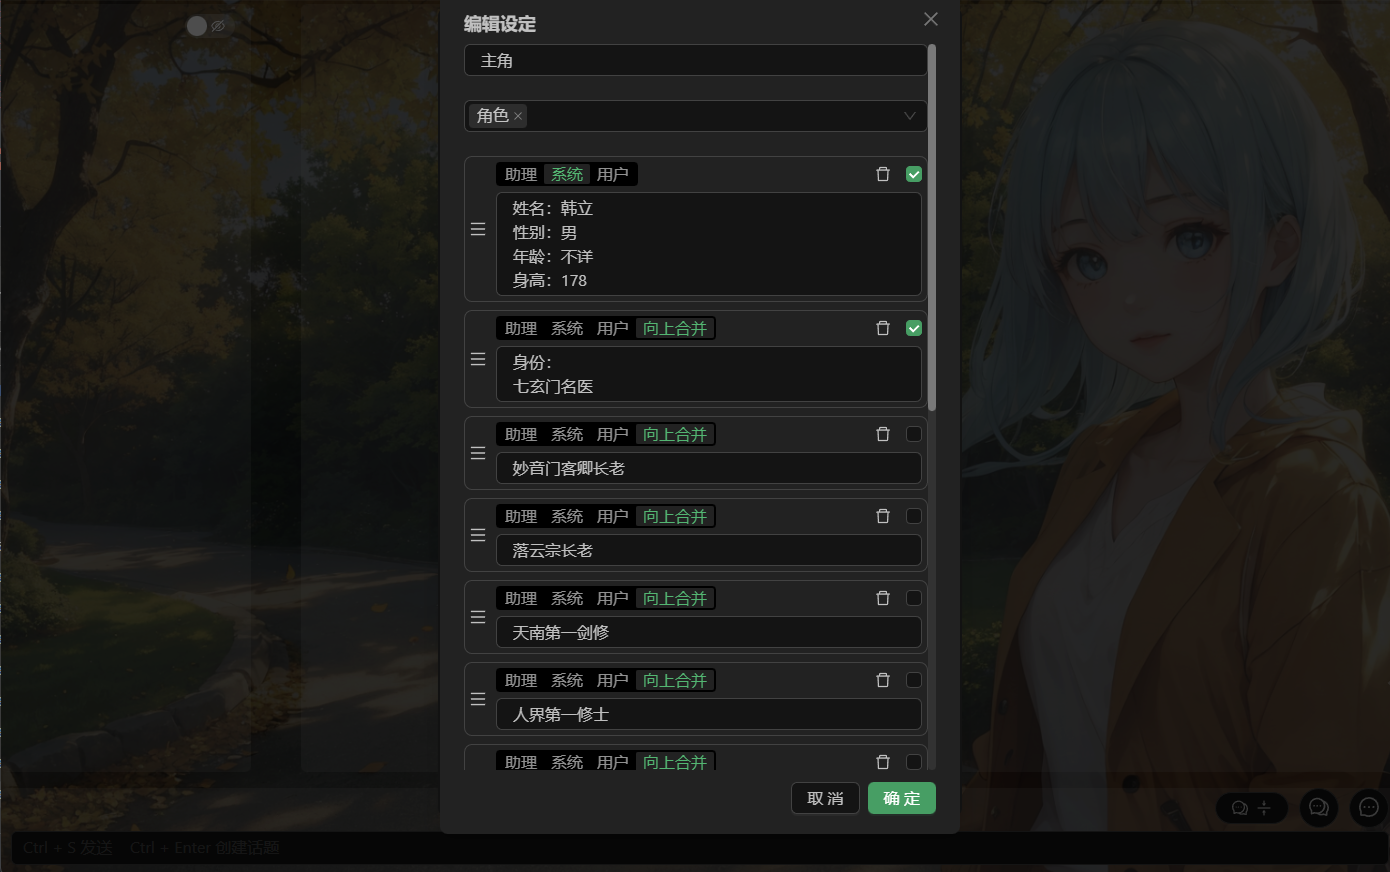 编辑设定
主角
角色
助理 系统 用户
姓名：韩立
性别：男
年龄：不详
身高：178
助理 系统 用户 向上合并
身份：
七玄门名医
助理 系统 用户 向上合并
妙音门客卿长老
助理 系统 用户 向上合并
落云宗长老
助理 系统 用户 向上合并
天南第一剑修
助理 系统 用户 向上合并
人界第一修士
助理 系统 用户 向上合并
取 消 确 定
Ctrl + S 发送 Ctrl + Enter 创建话题